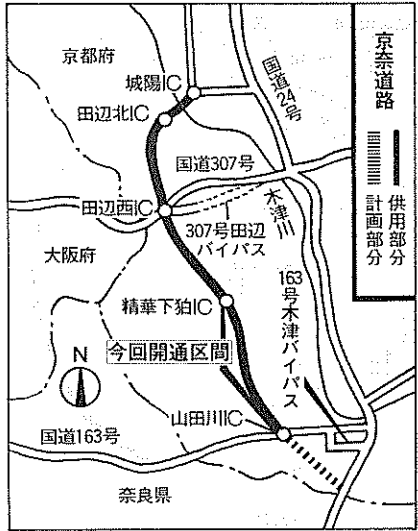 京奈道路
供用部分
計画部分
京都府
城陽IC
国道24号
田辺北IC
国道307号
木津川
田辺西IC
307号田辺
バイパス
大阪府
163号木津バイパス
精華下狛IC
今回開通区間
N
山田川IC
国道163号
奈良県